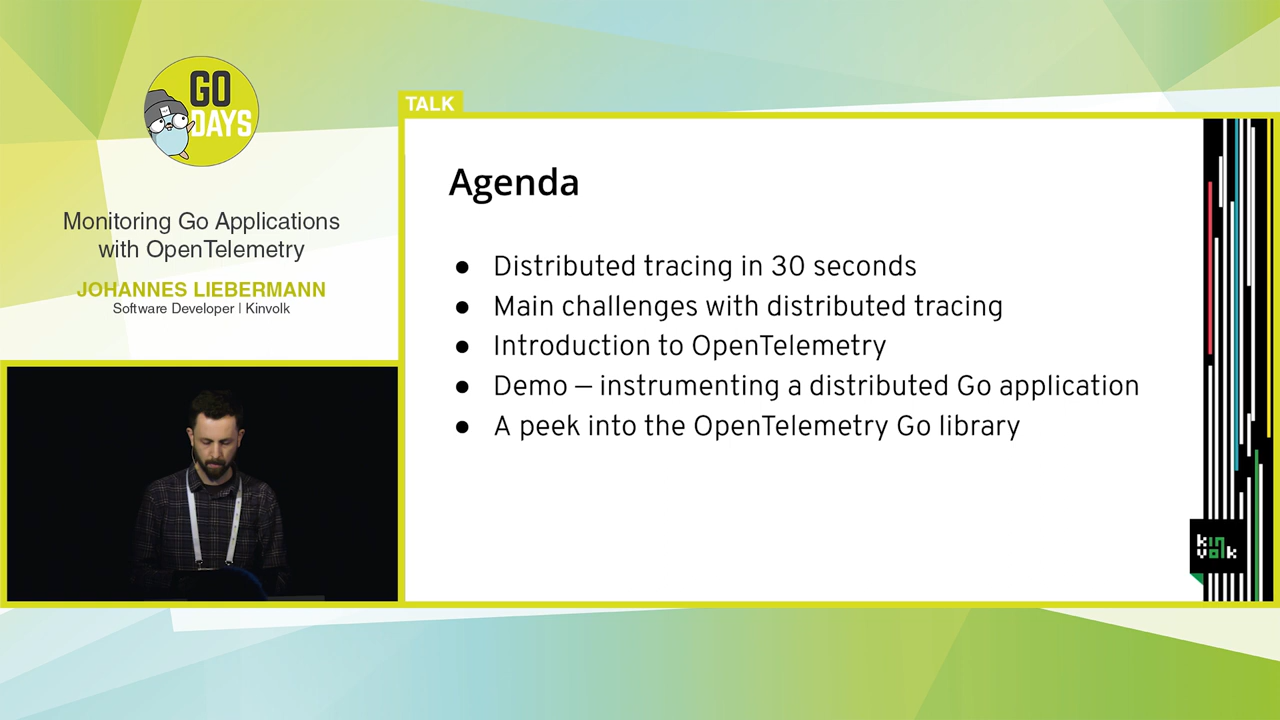 GO
DAYS
Monitoring Go Applications
with OpenTelemetry
JOHANNES LIEBERMANN
Software Developer | Kinvolk
TALK
Agenda
● Distributed tracing in 30 seconds
● Main challenges with distributed tracing
● Introduction to OpenTelemetry
● Demo – instrumenting a distributed Go application
● A peek into the OpenTelemetry Go library
kin
volk